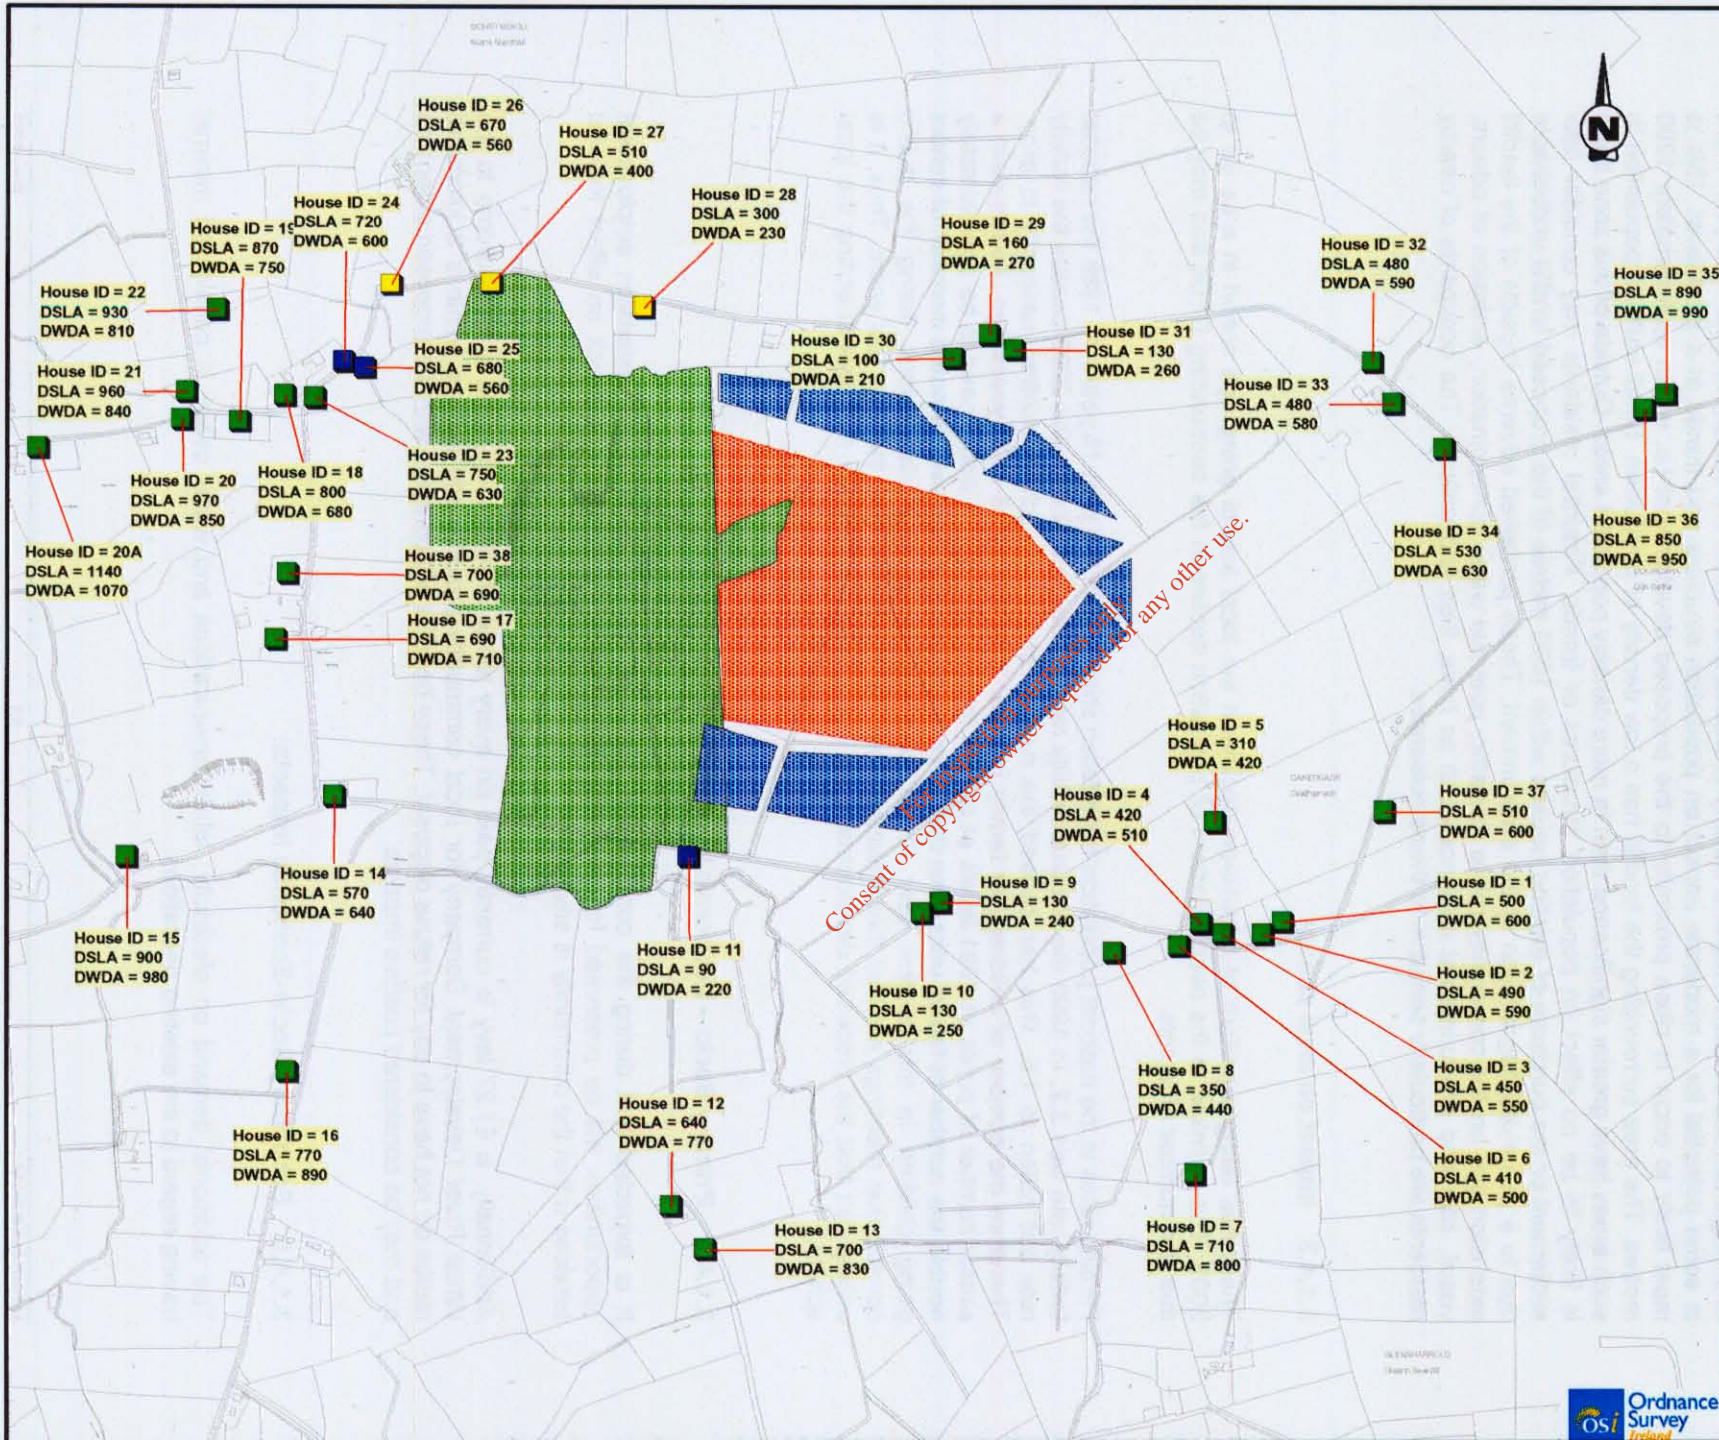 House ID = 26
DSLA = 670
DWDA = 560
House ID = 27
DSLA = 510
DWDA = 400
House ID = 28
DSLA = 300
DWDA = 230
House ID = 24
DSLA = 720
DWDA = 600
House ID = 19
DSLA = 870
DWDA = 750
House ID = 29
DSLA = 160
DWDA = 270
House ID = 32
DSLA = 480
DWDA = 590
House ID = 35
DSLA = 890
DWDA = 990
House ID = 22
DSLA = 930
DWDA = 810
House ID = 25
DSLA = 680
DWDA = 560
House ID = 30
DSLA = 100
DWDA = 210
House ID = 31
DSLA = 130
DWDA = 260
House ID = 21
DSLA = 960
DWDA = 840
House ID = 33
DSLA = 480
DWDA = 580
House ID = 23
DSLA = 750
DWDA = 630
House ID = 18
DSLA = 800
DWDA = 680
House ID = 20
DSLA = 970
DWDA = 850
House ID = 20A
DSLA = 1140
DWDA = 1070
House ID = 34
DSLA = 530
DWDA = 630
House ID = 36
DSLA = 850
DWDA = 950
House ID = 38
DSLA = 700
DWDA = 690
House ID = 17
DSLA = 690
DWDA = 710
For inspection purposes only.
Consent of copyright owner required for any other use.
House ID = 5
DSLA = 310
DWDA = 420
House ID = 4
DSLA = 420
DWDA = 510
House ID = 37
DSLA = 510
DWDA = 600
House ID = 14
DSLA = 570
DWDA = 640
House ID = 9
DSLA = 130
DWDA = 240
House ID = 1
DSLA = 500
DWDA = 600
House ID = 15
DSLA = 900
DWDA = 980
House ID = 11
DSLA = 90
DWDA = 220
House ID = 10
DSLA = 130
DWDA = 250
House ID = 2
DSLA = 490
DWDA = 590
House ID = 8
DSLA = 350
DWDA = 440
House ID = 3
DSLA = 450
DWDA = 550
House ID = 12
DSLA = 640
DWDA = 770
House ID = 16
DSLA = 770
DWDA = 890
House ID = 6
DSLA = 410
DWDA = 500
House ID = 13
DSLA = 700
DWDA = 830
House ID = 7
DSLA = 710
DWDA = 800
N
OSi
Ordnance
Survey
Ireland